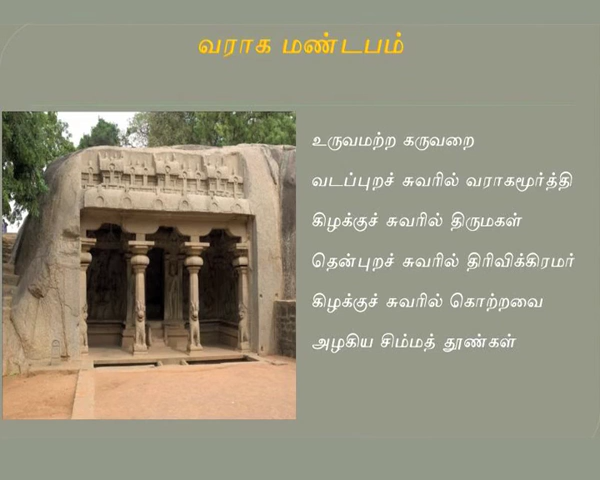 வராக மண்டபம்
உருவமற்ற கருவறை
வடப்புறச் சுவரில் வராகமூர்த்தி
கிழக்குச் சுவரில் திருமகள்
தென்புறச் சுவரில் திரிவிக்கிரமர்
கிழக்குச் சுவரில் கொற்றவை
அழகிய சிம்மத் தூண்கள்